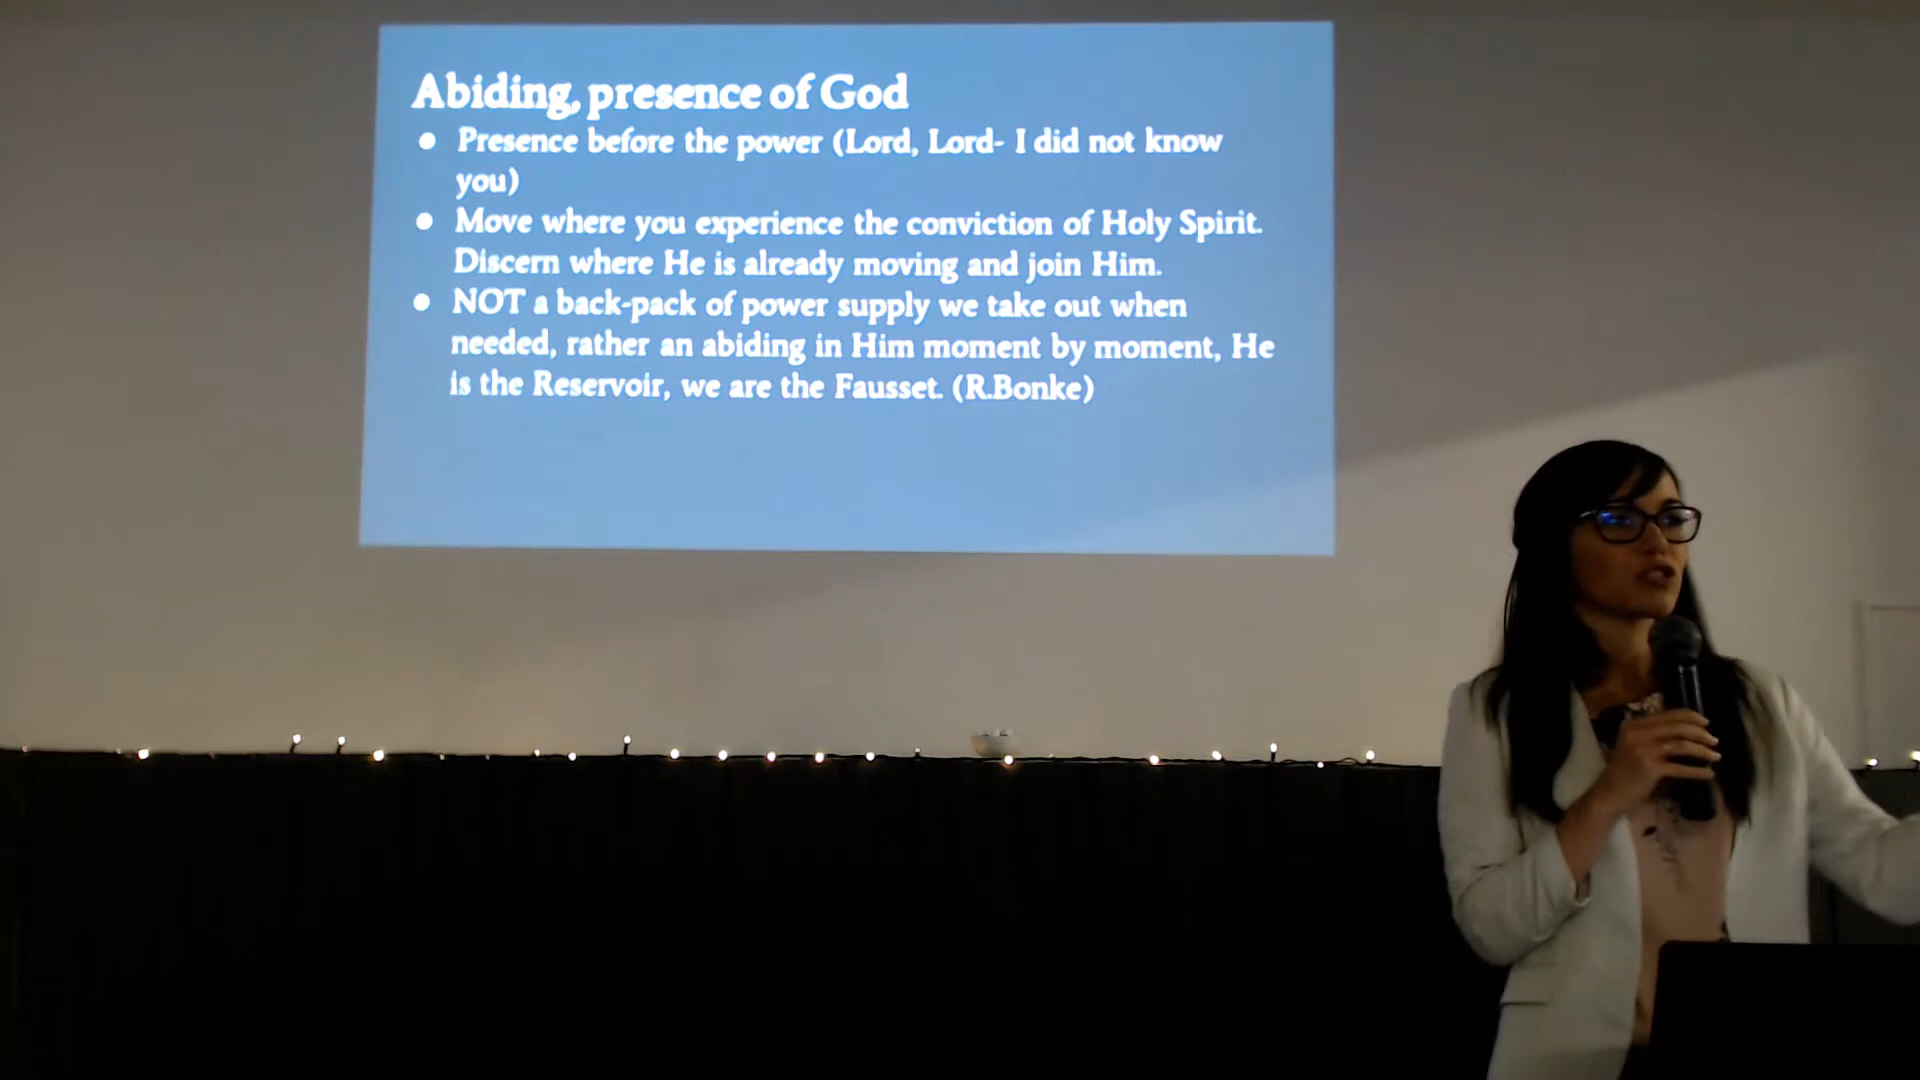 Abiding, presence of God
● Presence before the power (Lord, Lord- I did not know
you)
● Move where you experience the conviction of Holy Spirit.
Discern where He is already moving and join Him.
● NOT a back-pack of power supply we take out when
needed, rather an abiding in Him moment by moment, He
is the Reservoir, we are the Fausset. (R.Bonke)